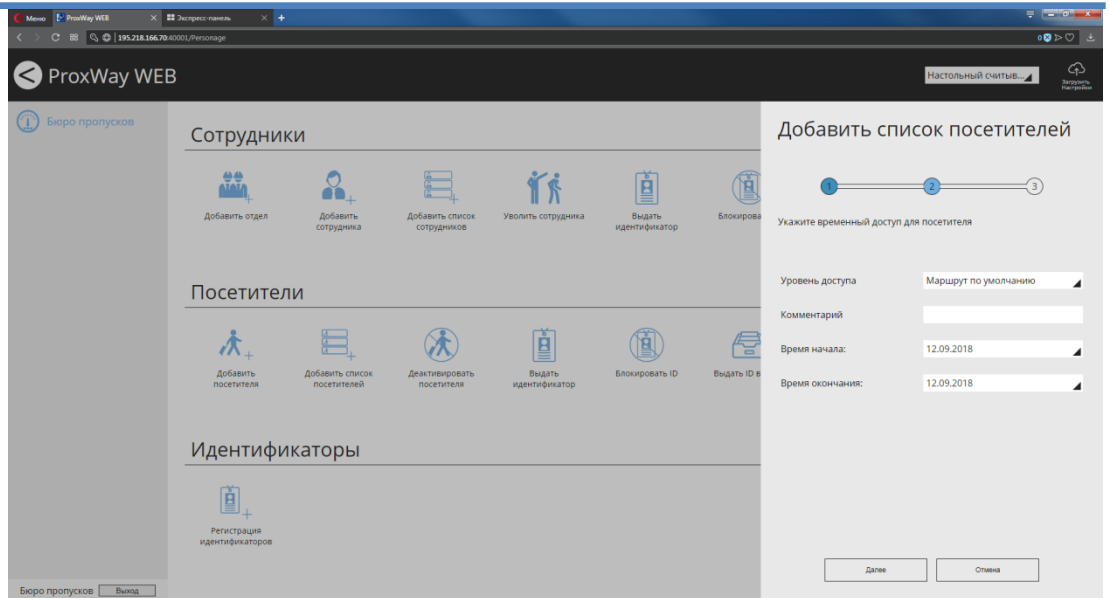 Меню
ProxWay WEB
Экспресс-панель
195.218.166.70:40001/Personage
0
ProxWay WEB
Настольный считыв...
Загрузить
Настройки
Бюро пропусков
Сотрудники
Добавить отдел
Добавить
сотрудника
Добавить список
сотрудников
Уволить сотрудника
Выдать
идентификатор
Блокирова
Посетители
Добавить
посетителя
Добавить список
посетителей
Деактивировать
посетителя
Выдать
идентификатор
Блокировать ID
Выдать ID в
Идентификаторы
Регистрация
идентификаторов
Бюро пропусков
Выход
Добавить список посетителей
1
2
3
Укажите временный доступ для посетителя
Уровень доступа
Маршрут по умолчанию
Комментарий
Время начала:
12.09.2018
Время окончания:
12.09.2018
Далее
Отмена